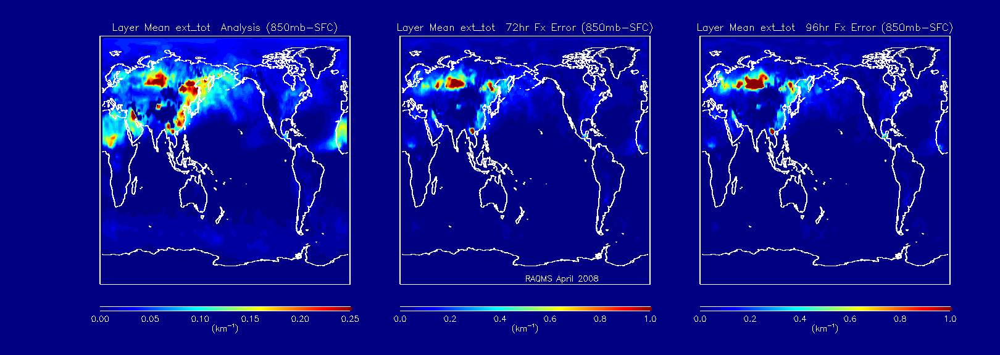 Layer Mean ext_tot Analysis (850mb-SFC)
0.00 0.05 0.10 0.15 0.20 0.25
(km⁻¹)
Layer Mean ext_tot 72hr Fx Error (850mb-SFC)
RAQMS April 2008
0.0 0.2 0.4 0.6 0.8 1.0
(km⁻¹)
Layer Mean ext_tot 96hr Fx Error (850mb-SFC)
0.0 0.2 0.4 0.6 0.8 1.0
(km⁻¹)